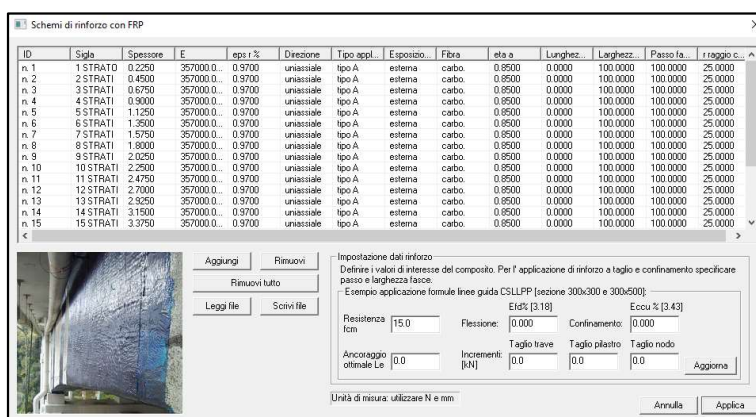 Schemi di rinforzo con FRP
ID Sigla Spessore E eps r % Direzione Tipo appl... Esposizio... Fibra eta a Lunghez... Larghezz... Passo fa... r raggio c...
n. 1 1 STRATO 0.2250 357000.0... 0.9700 uniassiale tipo A esterna carbo. 0.8500 0.0000 100.0000 100.0000 25.0000
n. 2 2 STRATI 0.4500 357000.0... 0.9700 uniassiale tipo A esterna carbo. 0.8500 0.0000 100.0000 100.0000 25.0000
n. 3 3 STRATI 0.6750 357000.0... 0.9700 uniassiale tipo A esterna carbo. 0.8500 0.0000 100.0000 100.0000 25.0000
n. 4 4 STRATI 0.9000 357000.0... 0.9700 uniassiale tipo A esterna carbo. 0.8500 0.0000 100.0000 100.0000 25.0000
n. 5 5 STRATI 1.1250 357000.0... 0.9700 uniassiale tipo A esterna carbo. 0.8500 0.0000 100.0000 100.0000 25.0000
n. 6 6 STRATI 1.3500 357000.0... 0.9700 uniassiale tipo A esterna carbo. 0.8500 0.0000 100.0000 100.0000 25.0000
n. 7 7 STRATI 1.5750 357000.0... 0.9700 uniassiale tipo A esterna carbo. 0.8500 0.0000 100.0000 100.0000 25.0000
n. 8 8 STRATI 1.8000 357000.0... 0.9700 uniassiale tipo A esterna carbo. 0.8500 0.0000 100.0000 100.0000 25.0000
n. 9 9 STRATI 2.0250 357000.0... 0.9700 uniassiale tipo A esterna carbo. 0.8500 0.0000 100.0000 100.0000 25.0000
n. 10 10 STRATI 2.2500 357000.0... 0.9700 uniassiale tipo A esterna carbo. 0.8500 0.0000 100.0000 100.0000 25.0000
n. 11 11 STRATI 2.4750 357000.0... 0.9700 uniassiale tipo A esterna carbo. 0.8500 0.0000 100.0000 100.0000 25.0000
n. 12 12 STRATI 2.7000 357000.0... 0.9700 uniassiale tipo A esterna carbo. 0.8500 0.0000 100.0000 100.0000 25.0000
n. 13 13 STRATI 2.9250 357000.0... 0.9700 uniassiale tipo A esterna carbo. 0.8500 0.0000 100.0000 100.0000 25.0000
n. 14 14 STRATI 3.1500 357000.0... 0.9700 uniassiale tipo A esterna carbo. 0.8500 0.0000 100.0000 100.0000 25.0000
n. 15 15 STRATI 3.3750 357000.0... 0.9700 uniassiale tipo A esterna carbo. 0.8500 0.0000 100.0000 100.0000 25.0000
Aggiungi Rimuovi
Rimuovi tutto
Leggi file Scrivi file
Impostazione dati rinforzo
Definire i valori di interesse del composito. Per l' applicazione di rinforzo a taglio e confinamento specificare
passo e larghezza fasce.
Esempio applicazione formule linee guida CSLLPP [sezione 300x300 e 300x500]:
Efd% [3.18] Eccu % [3.43]
Resistenza
fcm 15.0 Flessione: 0.000 Confinamento: 0.000
Taglio trave Taglio pilastro Taglio nodo
Ancoraggio
ottimale Le 0.0 Incrementi:
[kN] 0.0 0.0 0.0 Aggiorna
Unità di misura: utilizzare N e mm
Annulla Applica